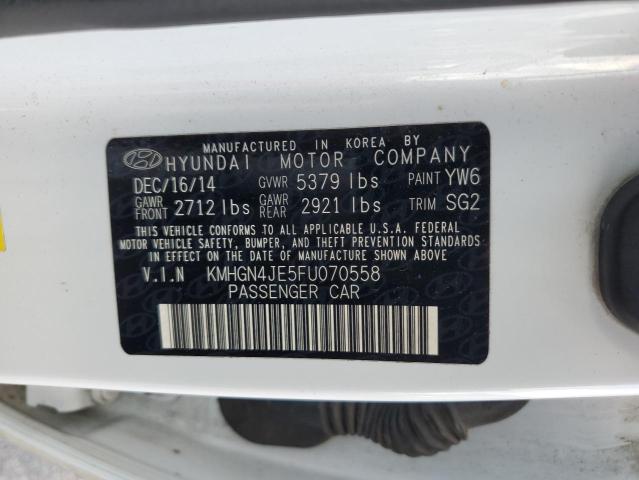 MANUFACTURED IN KOREA BY
HYUNDAI MOTOR COMPANY
DEC/16/14 GVWR 5379 lbs PAINT YW6
GAWR FRONT 2712 lbs GAWR REAR 2921 lbs TRIM SG2
THIS VEHICLE CONFORMS TO ALL APPLICABLE U.S.A. FEDERAL
MOTOR VEHICLE SAFETY, BUMPER, AND THEFT PREVENTION STANDARDS
IN EFFECT ON THE DATE OF MANUFACTURE SHOWN ABOVE
V.I.N KMHGN4JE5FU070558
PASSENGER CAR